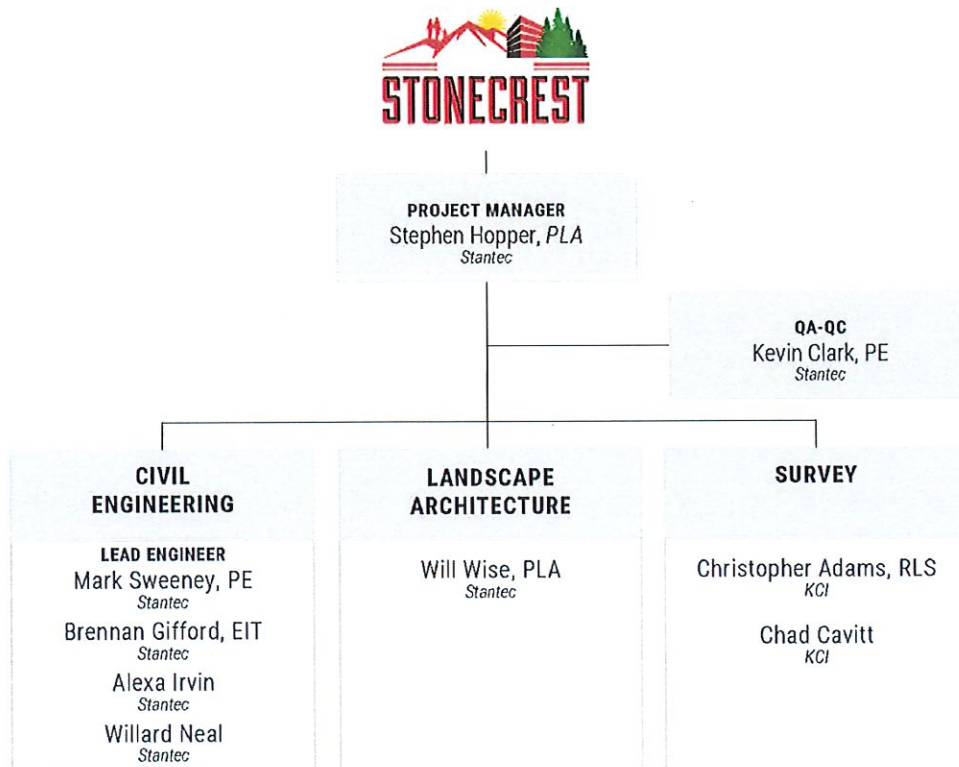 STONECREST
PROJECT MANAGER
Stephen Hopper, PLA
Stantec
QA-QC
Kevin Clark, PE
Stantec
CIVIL
ENGINEERING
LEAD ENGINEER
Mark Sweeney, PE
Stantec
Brennan Gifford, EIT
Stantec
Alexa Irvin
Stantec
Willard Neal
Stantec
LANDSCAPE
ARCHITECTURE
Will Wise, PLA
Stantec
SURVEY
Christopher Adams, RLS
KCI
Chad Cavitt
KCI